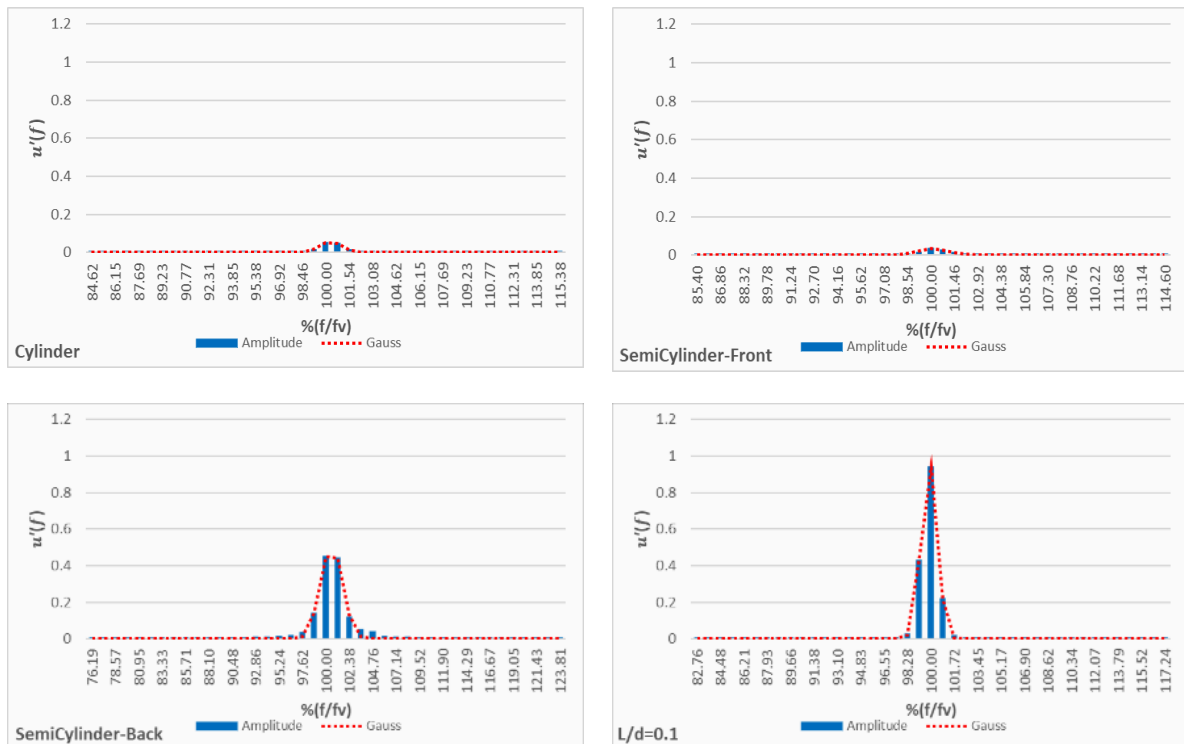 1.2
1
0.8
0.6
0.4
0.2
0
u'(f)
84.62 86.15 87.69 89.23 90.77 92.31 93.85 95.38 96.92 98.46 100.00 101.54 103.08 104.62 106.15 107.69 109.23 110.77 112.31 113.85 115.38
%(f/fv)
Amplitude Gauss
Cylinder
1.2
1
0.8
0.6
0.4
0.2
0
u'(f)
85.40 86.86 88.32 89.78 91.24 92.70 94.16 95.62 97.08 98.54 100.00 101.46 102.92 104.38 105.84 107.30 108.76 110.22 111.68 113.14 114.60
%(f/fv)
Amplitude Gauss
SemiCylinder-Front
1.2
1
0.8
0.6
0.4
0.2
0
u'(f)
76.19 78.57 80.95 83.33 85.71 88.10 90.48 92.86 95.24 97.62 100.00 102.38 104.76 107.14 109.52 111.90 114.29 116.67 119.05 121.43 123.81
%(f/fv)
Amplitude Gauss
SemiCylinder-Back
1.2
1
0.8
0.6
0.4
0.2
0
u'(f)
82.76 84.48 86.21 87.93 89.66 91.38 93.10 94.83 96.55 98.28 100.00 101.72 103.45 105.17 106.90 108.62 110.34 112.07 113.79 115.52 117.24
%(f/fv)
Amplitude Gauss
L/d=0.1